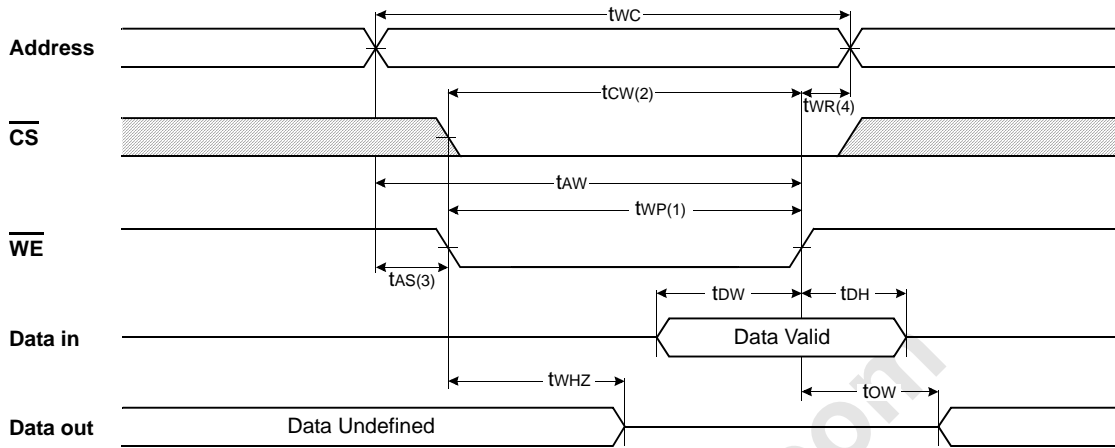 tWC
Address
tCW(2)
tWR(4)
CS
tAW
tWP(1)
WE
tAS(3)
tDW
tDH
Data in
Data Valid
tWHZ
tOW
Data out
Data Undefined